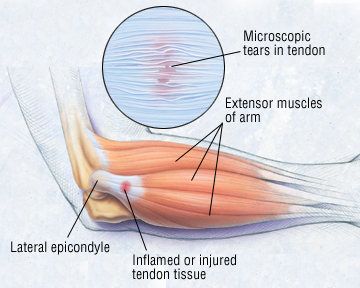 Microscopic
tears in tendon
Extensor muscles
of arm
Lateral epicondyle
Inflamed or injured
tendon tissue